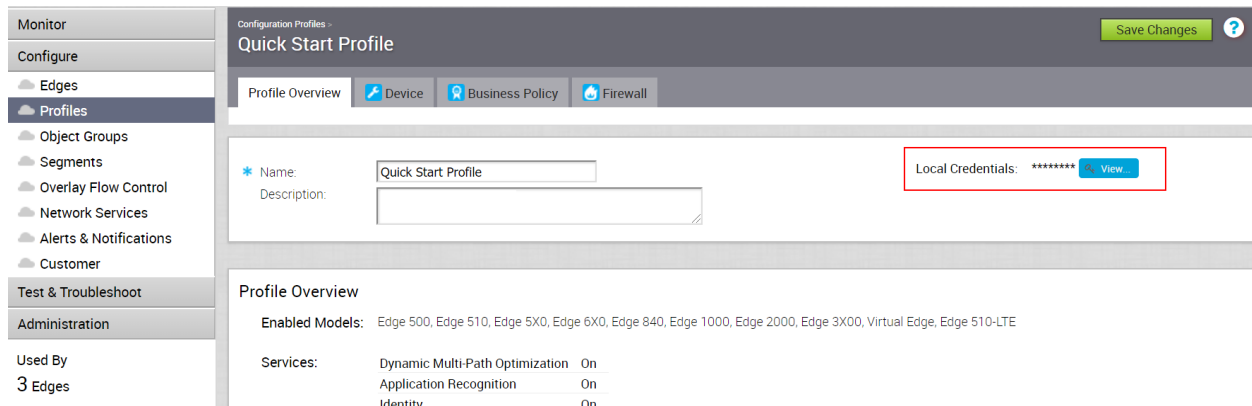 Monitor
Configure
Edges
Profiles
Object Groups
Segments
Overlay Flow Control
Network Services
Alerts & Notifications
Customer
Test & Troubleshoot
Administration
Used By
3 Edges
Configuration Profiles >
Quick Start Profile
Save Changes ?
Profile Overview Device Business Policy Firewall
* Name: Quick Start Profile
Description:
Local Credentials: ******** View...
Profile Overview
Enabled Models: Edge 500, Edge 510, Edge 5X0, Edge 6X0, Edge 840, Edge 1000, Edge 2000, Edge 3X00, Virtual Edge, Edge 510-LTE
Services: Dynamic Multi-Path Optimization On
Application Recognition On
Identity On